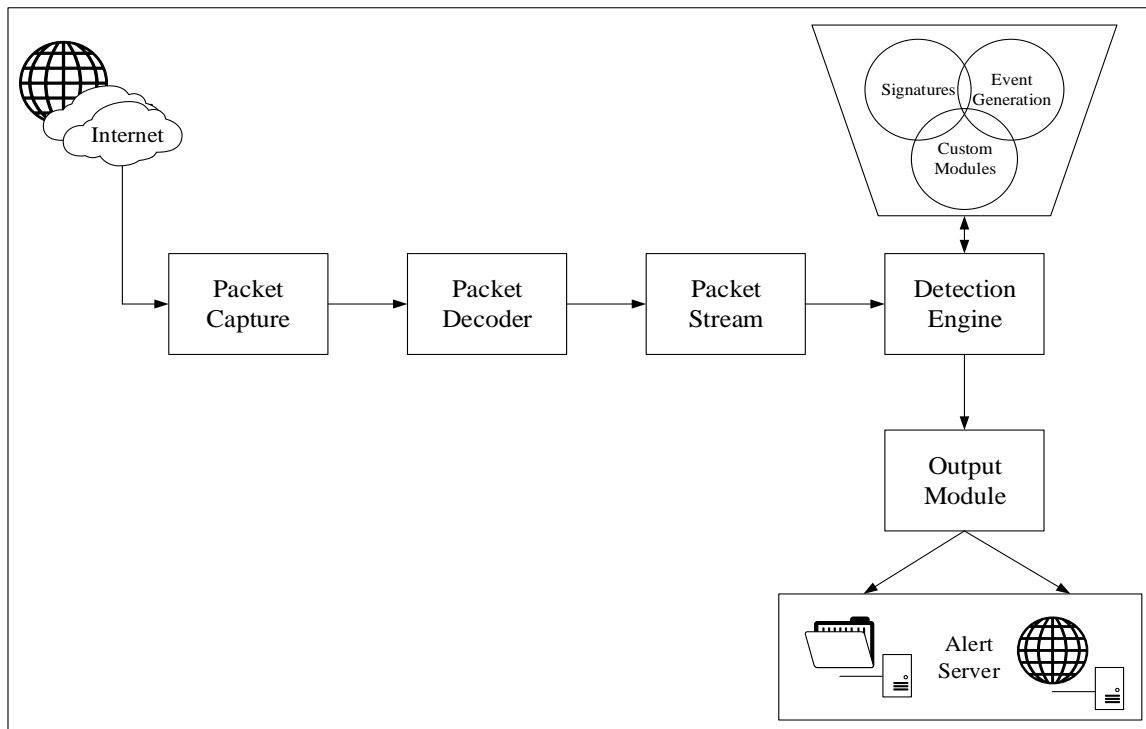 Internet
Signatures
Event
Generation
Custom
Modules
Packet
Capture
Packet
Decoder
Packet
Stream
Detection
Engine
Output
Module
Alert
Server